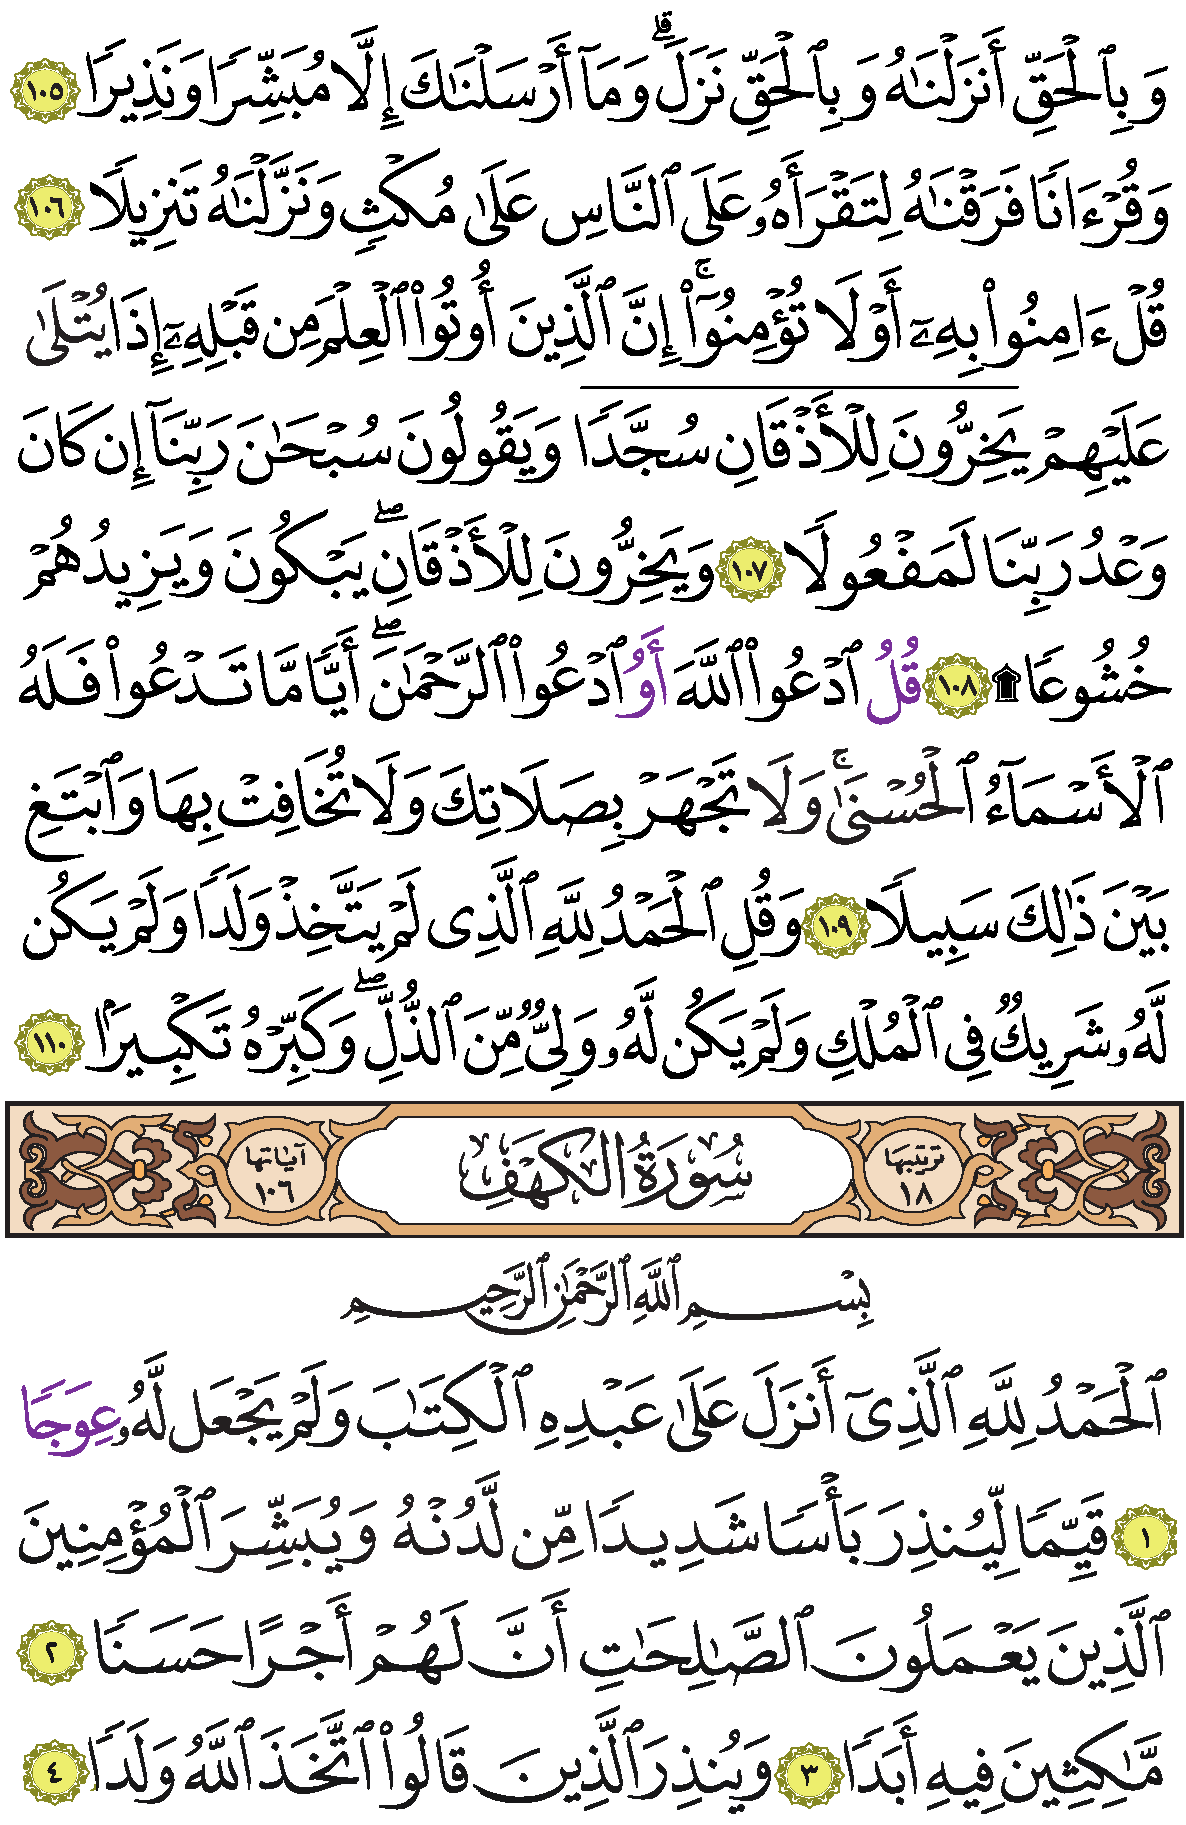 وَبِٱلْحَقِّ أَنزَلْنَٰهُ وَبِٱلْحَقِّ نَزَلَ ۗ وَمَآ أَرْسَلْنَٰكَ إِلَّا مُبَشِّرًا وَنَذِيرًا ١٠٥
وَقُرْءَانًا فَرَقْنَٰهُ لِتَقْرَأَهُۥ عَلَى ٱلنَّاسِ عَلَىٰ مُكْثٍ وَنَزَّلْنَٰهُ تَنزِيلًا ١٠٦
قُلْ ءَامِنُوا۟ بِهِۦٓ أَوْ لَا تُؤْمِنُوٓا۟ ۚ إِنَّ ٱلَّذِينَ أُوتُوا۟ ٱلْعِلْمَ مِن قَبْلِهِۦٓ إِذَا يُتْلَىٰ
عَلَيْهِمْ يَخِرُّونَ لِلْأَذْقَانِ سُجَّدًا وَيَقُولُونَ سُبْحَٰنَ رَبِّنَآ إِن كَانَ
وَعْدُ رَبِّنَا لَمَفْعُولًا ١٠٧ وَيَخِرُّونَ لِلْأَذْقَانِ يَبْكُونَ ۖ وَيَزِيدُهُمْ
خُشُوعًا ۩ ١٠٨ قُلِ ٱدْعُوا۟ ٱللَّهَ أَوِ ٱدْعُوا۟ ٱلرَّحْمَٰنَ ۖ أَيًّا مَّا تَدْعُوا۟ فَلَهُ
ٱلْأَسْمَآءُ ٱلْحُسْنَىٰ ۚ وَلَا تَجْهَرْ بِصَلَاتِكَ وَلَا تُخَافِتْ بِهَا وَٱبْتَغِ
بَيْنَ ذَٰلِكَ سَبِيلًا ١٠٩ وَقُلِ ٱلْحَمْدُ لِلَّهِ ٱلَّذِى لَمْ يَتَّخِذْ وَلَدًا وَلَمْ يَكُن
لَّهُۥ شَرِيكٌ فِى ٱلْمُلْكِ وَلَمْ يَكُن لَّهُۥ وَلِىٌّ مِّنَ ٱلذُّلِّ ۖ وَكَبِّرْهُ تَكْبِيرًۢا ١١٠
ترتيبها ١٨ سُورَةُ الكَهْفِ آياتها ١٠٦
بِسْمِ ٱللَّهِ ٱلرَّحْمَٰنِ ٱلرَّحِيمِ
ٱلْحَمْدُ لِلَّهِ ٱلَّذِىٓ أَنزَلَ عَلَىٰ عَبْدِهِ ٱلْكِتَٰبَ وَلَمْ يَجْعَل لَّهُۥ عِوَجًا
١ قَيِّمًا لِّيُنذِرَ بَأْسًا شَدِيدًا مِّن لَّدُنْهُ وَيُبَشِّرَ ٱلْمُؤْمِنِينَ
ٱلَّذِينَ يَعْمَلُونَ ٱلصَّٰلِحَٰتِ أَنَّ لَهُمْ أَجْرًا حَسَنًا ٢
مَّٰكِثِينَ فِيهِ أَبَدًا ٣ وَيُنذِرَ ٱلَّذِينَ قَالُوا۟ ٱتَّخَذَ ٱللَّهُ وَلَدًا ٤